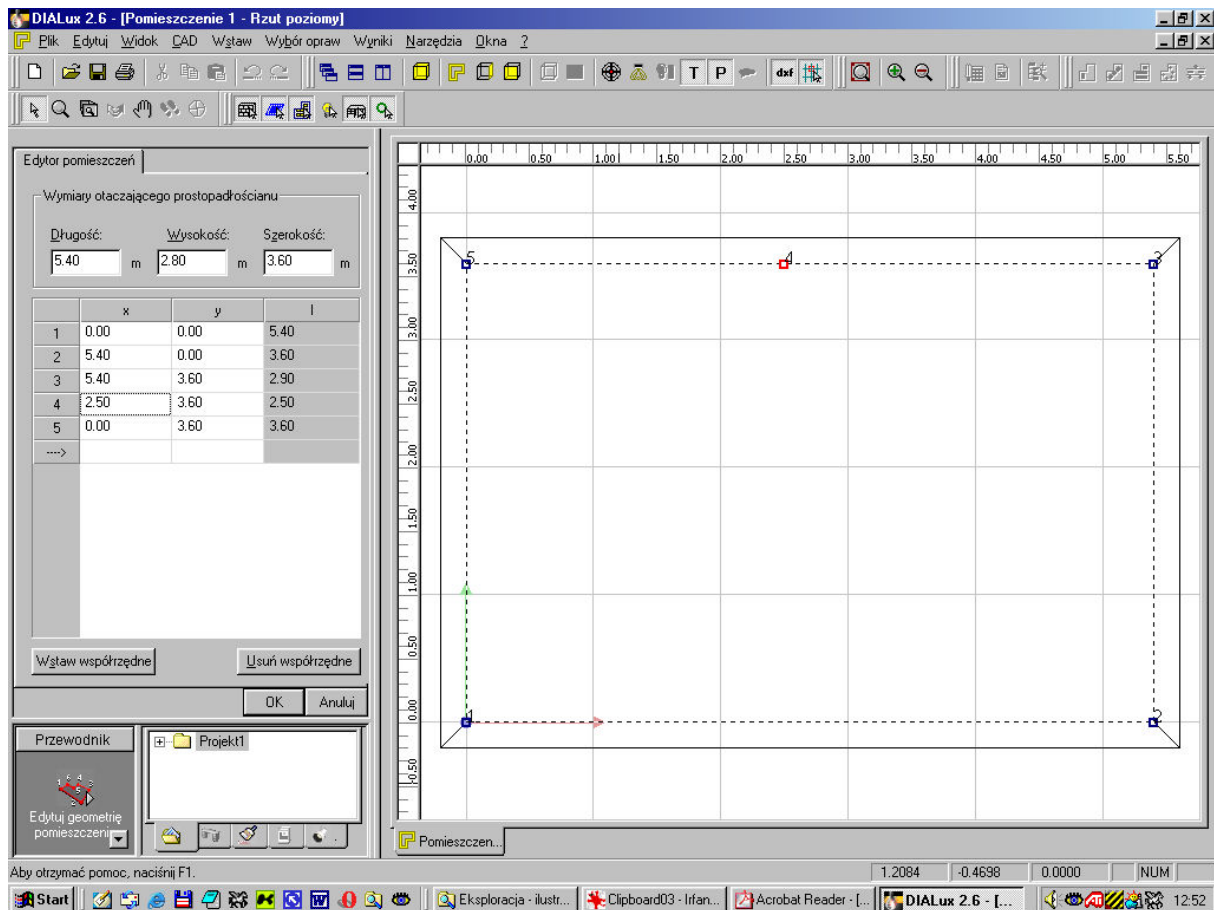 DIALux 2.6 - [Pomieszczenie 1 - Rzut poziomy]
Plik Edytuj Widok CAD Wstaw Wybór opraw Wyniki Narzędzia Okna ?
T P dxf
Edytor pomieszczeń
Wymiary otaczającego prostopadłościanu
Długość: Wysokość: Szerokość:
5.40 m 2.80 m 3.60 m
x y l
1 0.00 0.00 5.40
2 5.40 0.00 3.60
3 5.40 3.60 2.90
4 2.50 3.60 2.50
5 0.00 3.60 3.60
---->
Wstaw współrzędne Usuń współrzędne
OK Anuluj
Przewodnik
Edytuj geometrię
pomieszczeni
Projekt1
0.00 0.50 1.00 1.50 2.00 2.50 3.00 3.50 4.00 4.50 5.00 5.50
4.00
3.50
3.00
2.50
2.00
1.50
1.00
0.50
0.00
-0.50
5 4 3
1 2
Pomieszczen...
Aby otrzymać pomoc, naciśnij F1.
1.2084 -0.4698 0.0000 NUM
Start
Eksploracja - ilustr... Clipboard03 - Irfan... Acrobat Reader - [... DIALux 2.6 - [... 12:52